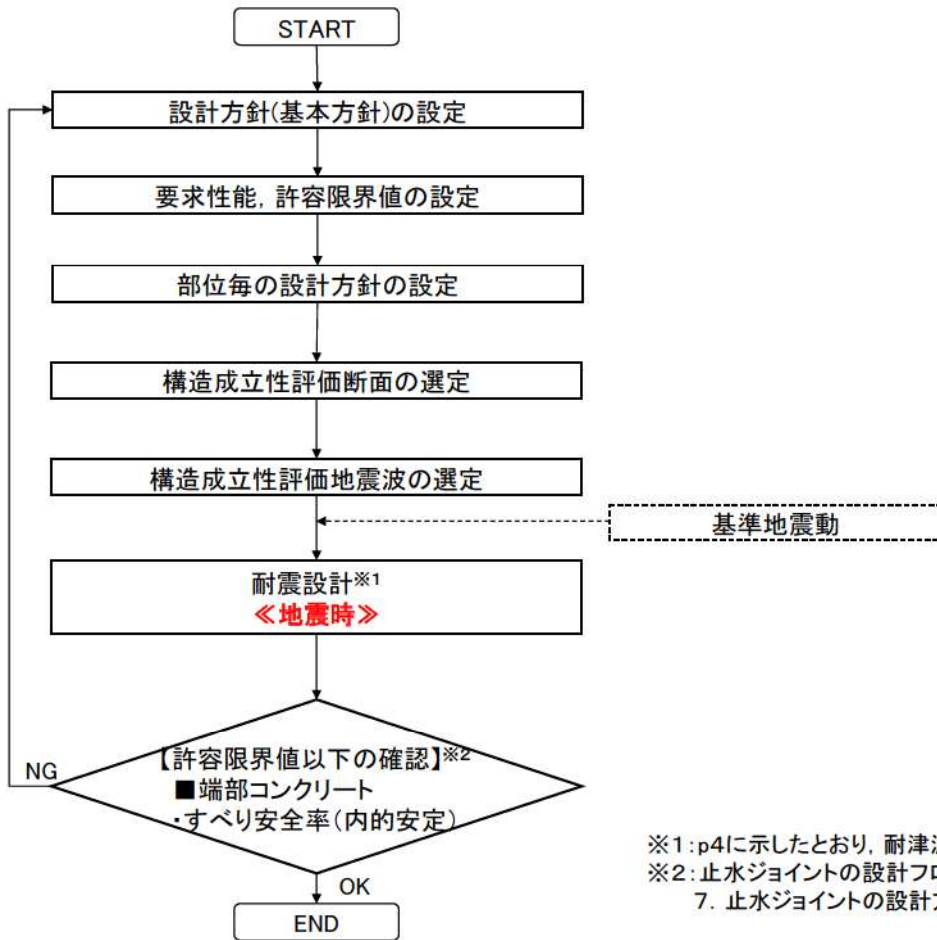 START
設計方針(基本方針)の設定
要求性能，許容限界値の設定
部位毎の設計方針の設定
構造成立性評価断面の選定
構造成立性評価地震波の選定
基準地震動
耐震設計※1
≪地震時≫
【許容限界値以下の確認】※2
■端部コンクリート
・すべり安全率(内的安定)
NG
OK
END
※1：p4に示したとおり，耐津
※2：止水ジョイントの設計フロ
7．止水ジョイントの設計